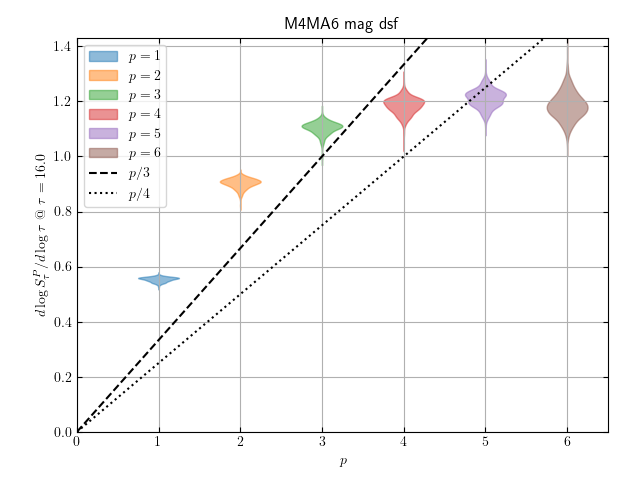 M4MA6 mag dsf
1.4
1.2
1.0
0.8
0.6
0.4
0.2
0.0
d log S_τ^P / d log τ @ τ = 16.0
p = 1
p = 2
p = 3
p = 4
p = 5
p = 6
p/3
p/4
0 1 2 3 4 5 6
p